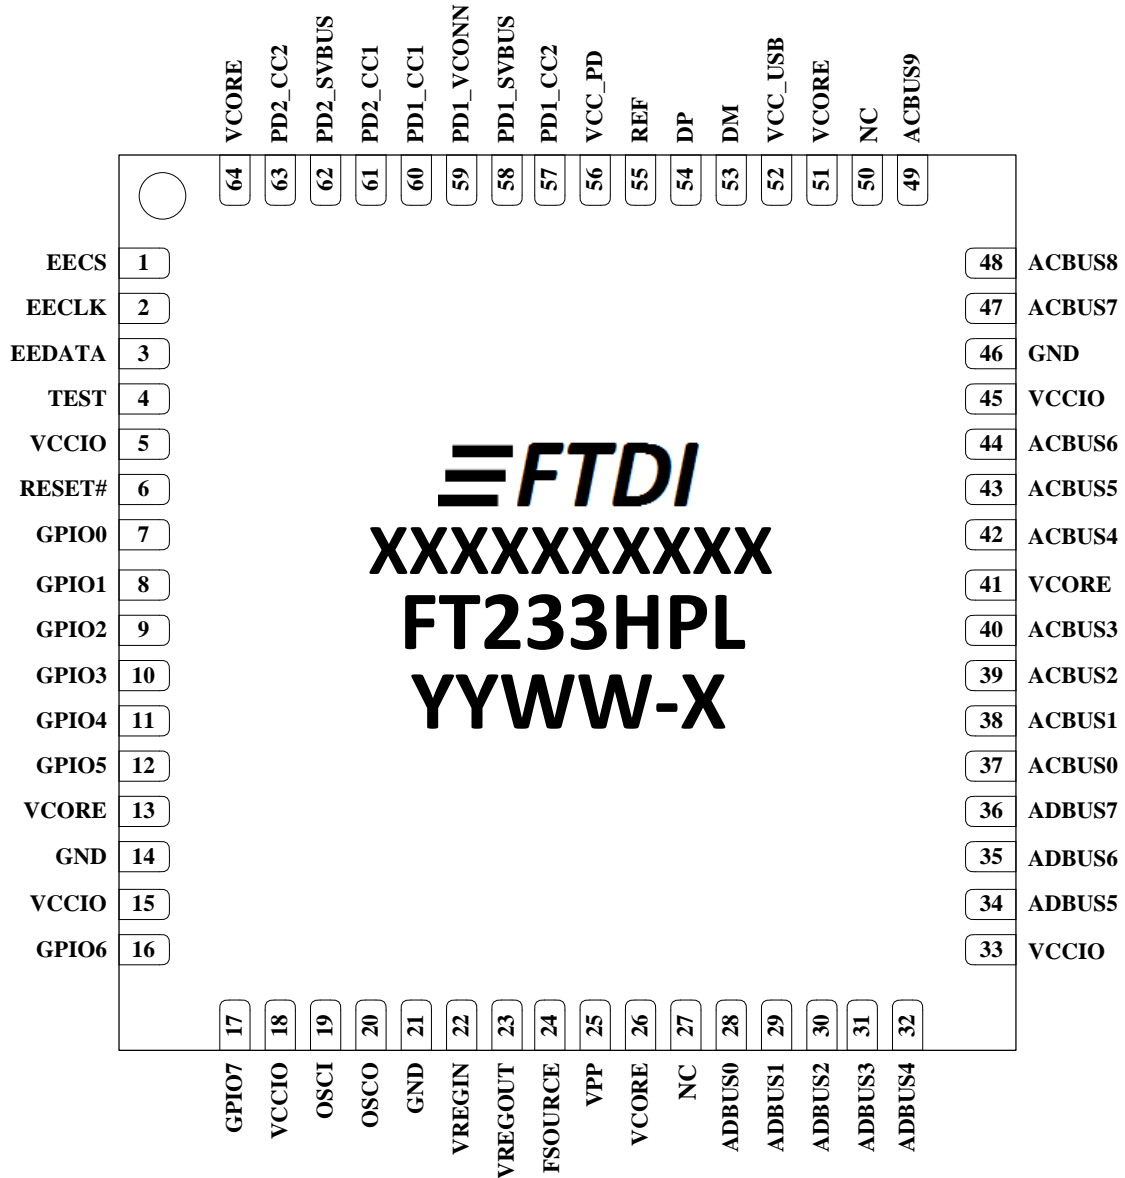 VCORE PD2_CC2 PD2_SVBUS PD2_CC1 PD1_CC1 PD1_VCONN PD1_SVBUS PD1_CC2 VCC_PD REF DP DM VCC_USB VCORE NC ACBUS9
64 63 62 61 60 59 58 57 56 55 54 53 52 51 50 49
EECS 1 48 ACBUS8
EECLK 2 47 ACBUS7
EEDATA 3 46 GND
TEST 4 45 VCCIO
VCCIO 5 44 ACBUS6
RESET# 6 43 ACBUS5
GPIO0 7 42 ACBUS4
GPIO1 8 41 VCORE
GPIO2 9 40 ACBUS3
GPIO3 10 39 ACBUS2
GPIO4 11 38 ACBUS1
GPIO5 12 37 ACBUS0
VCORE 13 36 ADBUS7
GND 14 35 ADBUS6
VCCIO 15 34 ADBUS5
GPIO6 16 33 VCCIO
FTDI
XXXXXXXXXX
FT233HPL
YYWW-X
17 18 19 20 21 22 23 24 25 26 27 28 29 30 31 32
GPIO7 VCCIO OSCI OSCO GND VREGIN VREGOUT FSOURCE VPP VCORE NC ADBUS0 ADBUS1 ADBUS2 ADBUS3 ADBUS4